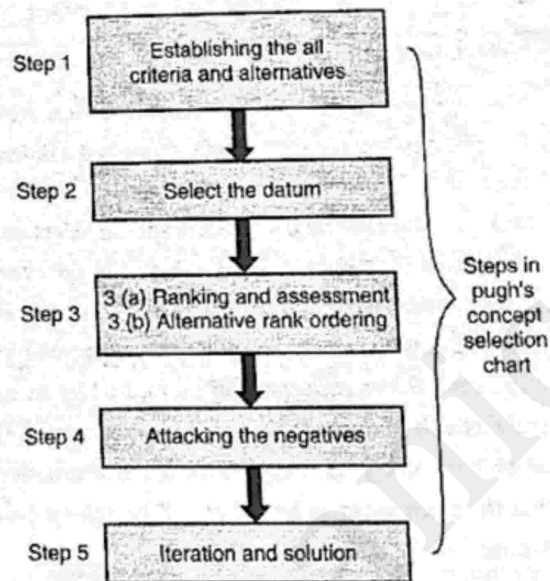 Step 1
Establishing the all
criteria and alternatives
Step 2
Select the datum
Step 3
3 (a) Ranking and assessment
3 (b) Alternative rank ordering
Step 4
Attacking the negatives
Step 5
Iteration and solution
Steps in
pugh's
concept
selection
chart